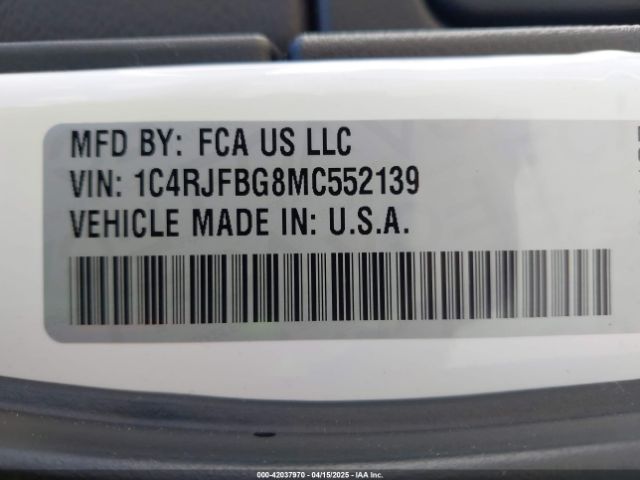 MFD BY: FCA US LLC
VIN: 1C4RJFBG8MC552139
VEHICLE MADE IN: U.S.A.
000-42037970 - 04/15/2025 - IAA Inc.